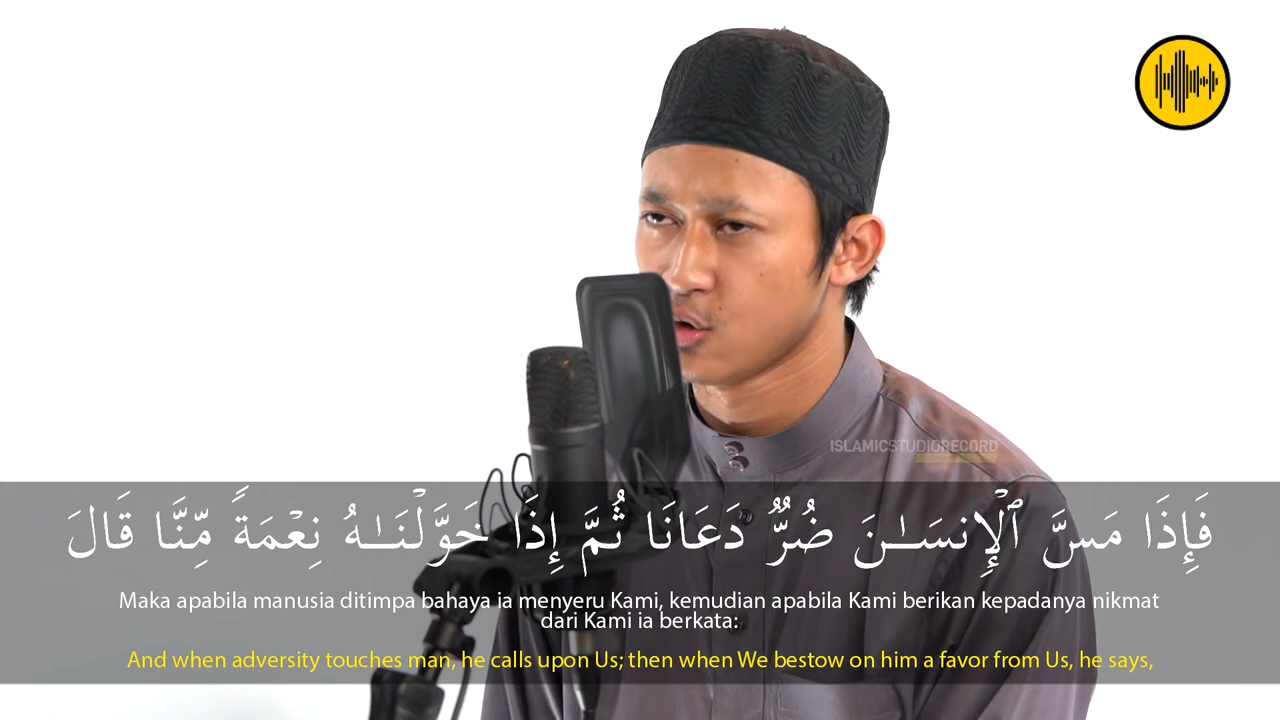 ISLAMICSTUDIORECORD
فَإِذَا مَسَّ ٱلْإِنسَـٰنَ ضُرٌّ دَعَانَا ثُمَّ إِذَا خَوَّلْنَـٰهُ نِعْمَةً مِّنَّا قَالَ
Maka apabila manusia ditimpa bahaya ia menyeru Kami, kemudian apabila Kami berikan kepadanya nikmat
dari Kami ia berkata:
And when adversity touches man, he calls upon Us; then when We bestow on him a favor from Us, he says,